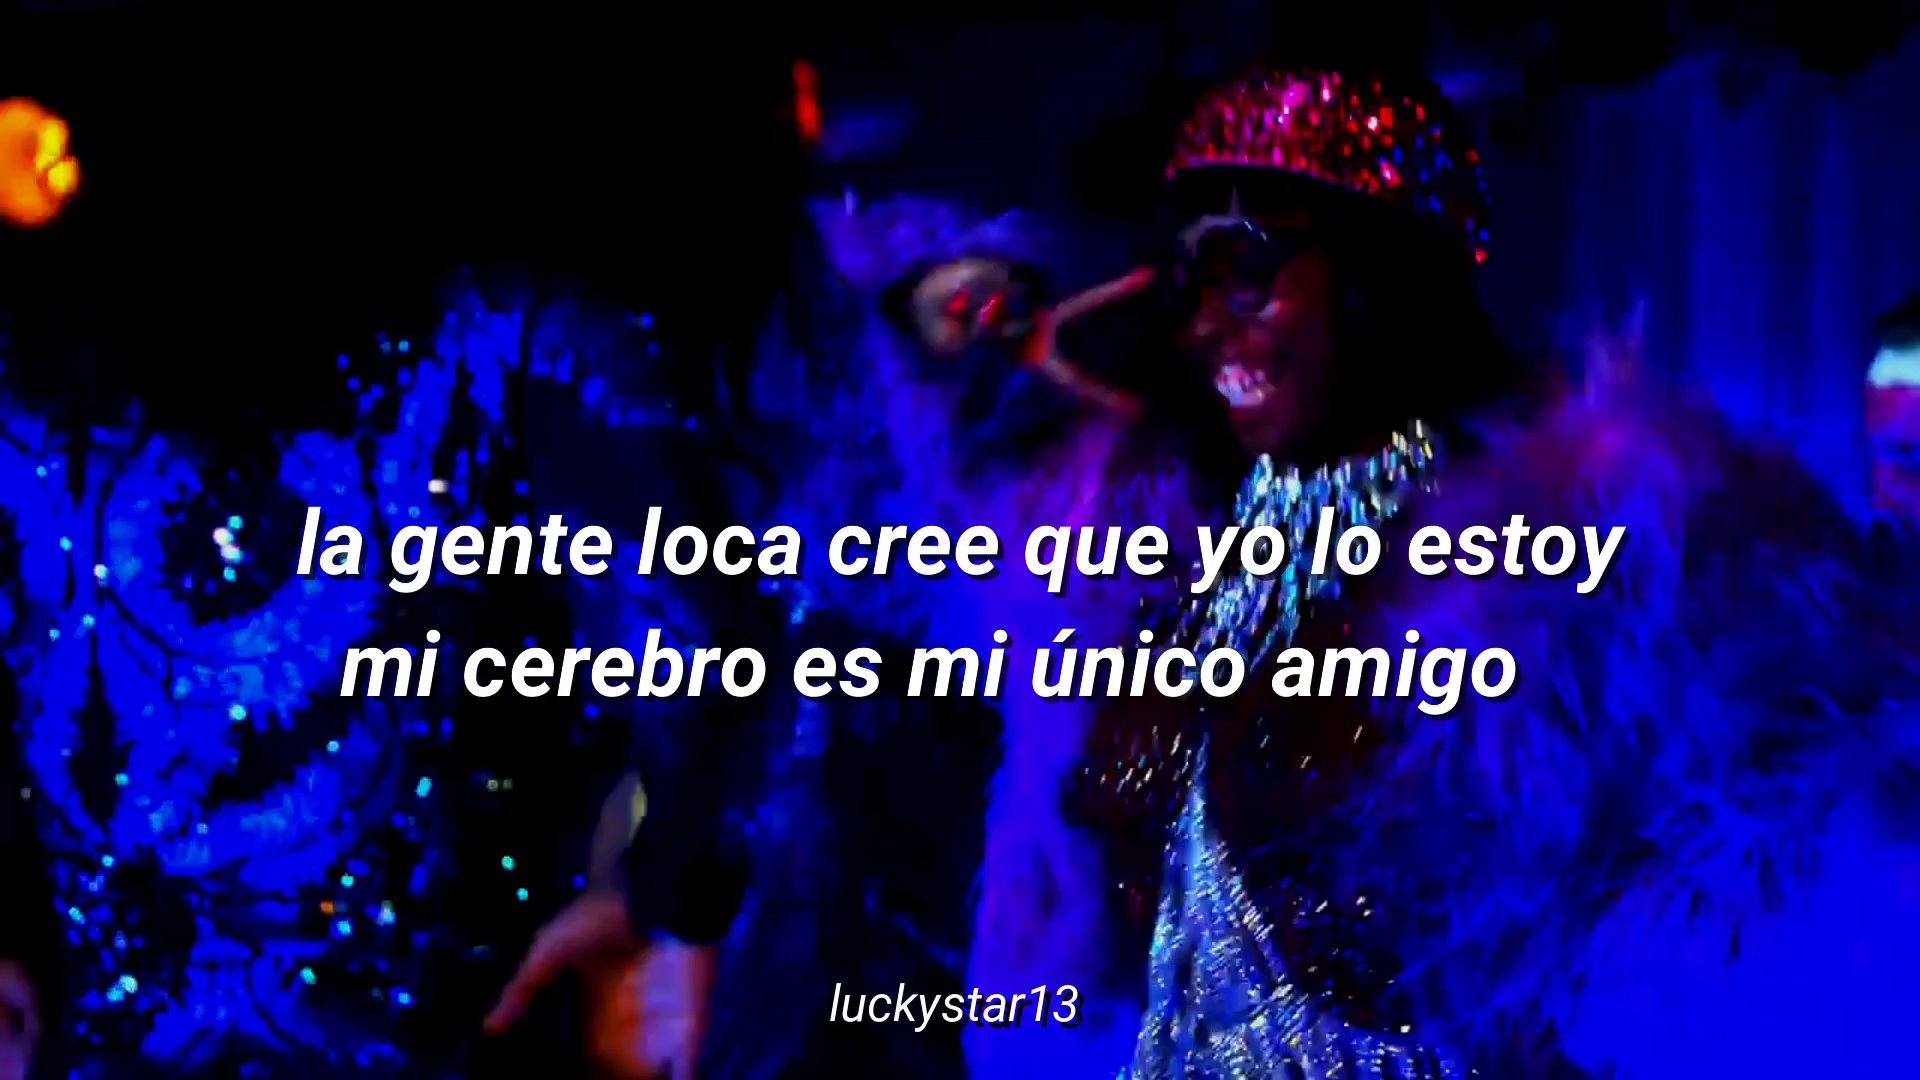 la gente loca cree que yo lo estoy
mi cerebro es mi único amigo
luckystar13